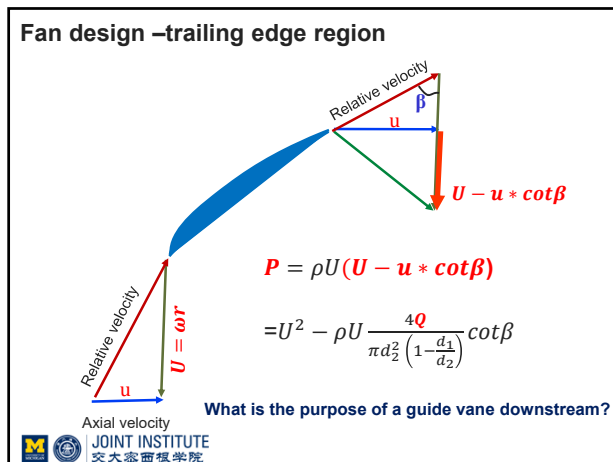 Fan design –trailing edge region
Relative velocity
β
u
U − u * cotβ
P = ρU(U − u * cotβ)
Relative velocity
U = ωr
=U² − ρU 4Q / πd₂²(1−d₁/d₂) cotβ
u
What is the purpose of a guide vane downstream?
Axial velocity
M
JOINT INSTITUTE
交大密西根学院